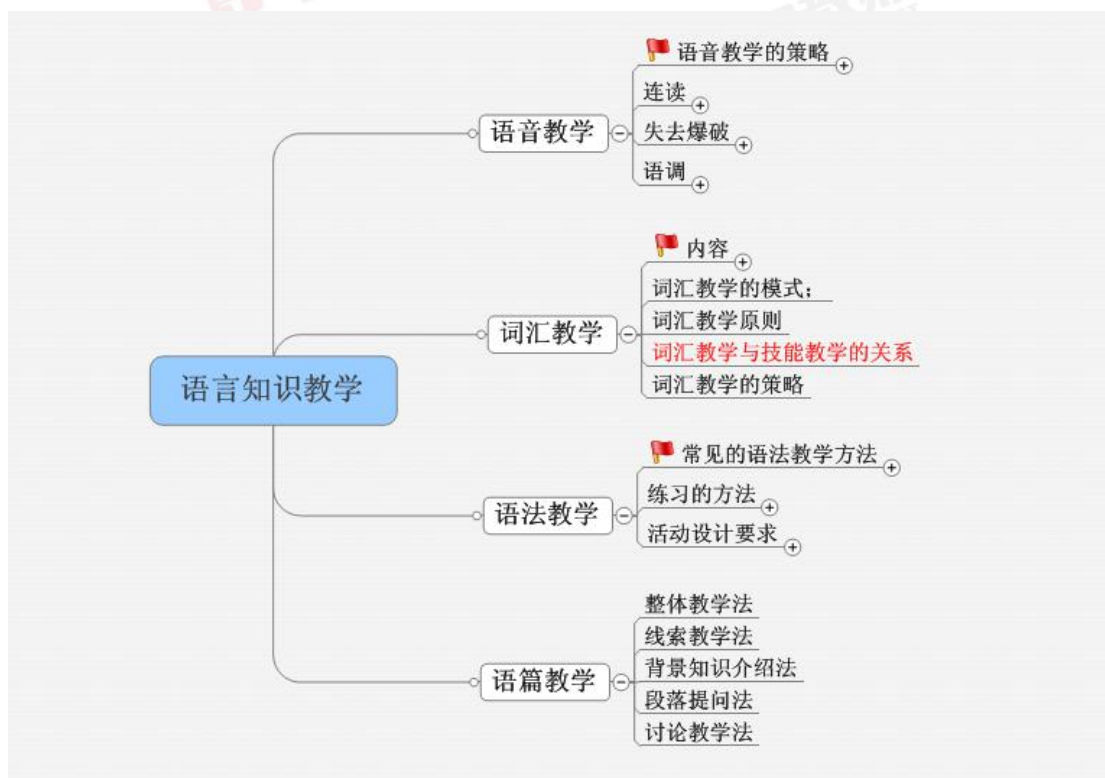 语言知识教学
语音教学
语音教学的策略
连读
失去爆破
语调
词汇教学
内容
词汇教学的模式;
词汇教学原则
词汇教学与技能教学的关系
词汇教学的策略
语法教学
常见的语法教学方法
练习的方法
活动设计要求
语篇教学
整体教学法
线索教学法
背景知识介绍法
段落提问法
讨论教学法